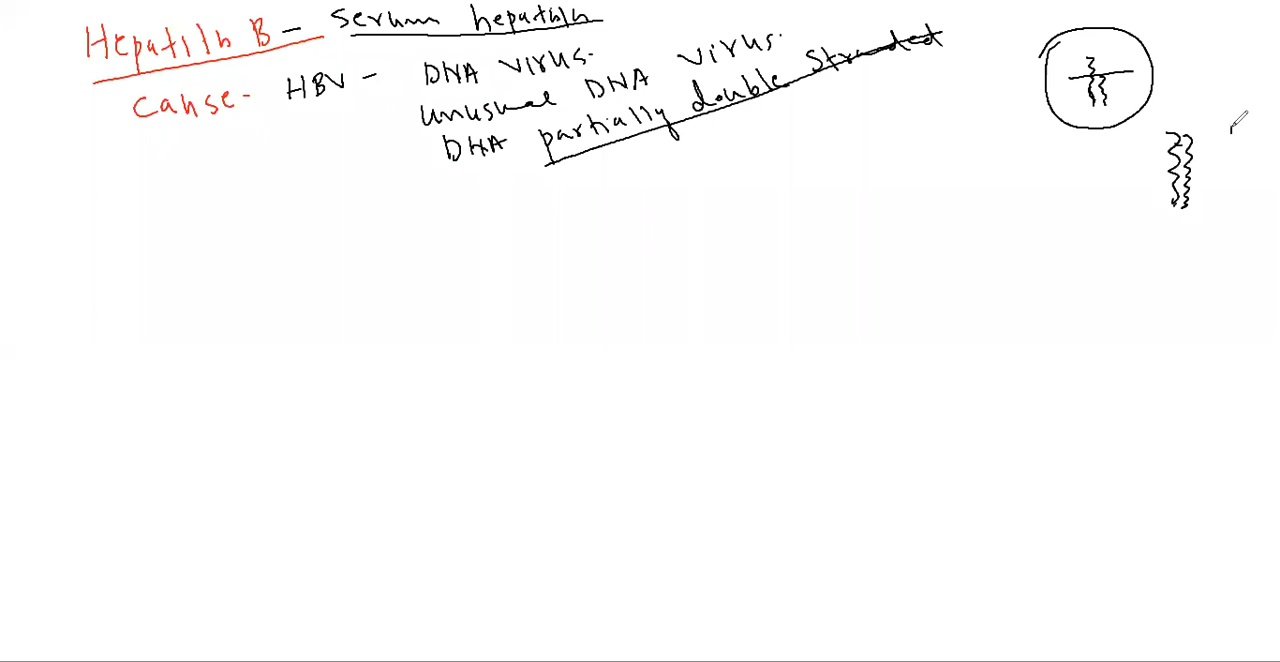 Hepatitis B - serum hepatitis
Cause - HBV - DNA virus.
unusual DNA virus.
DNA partially double stranded